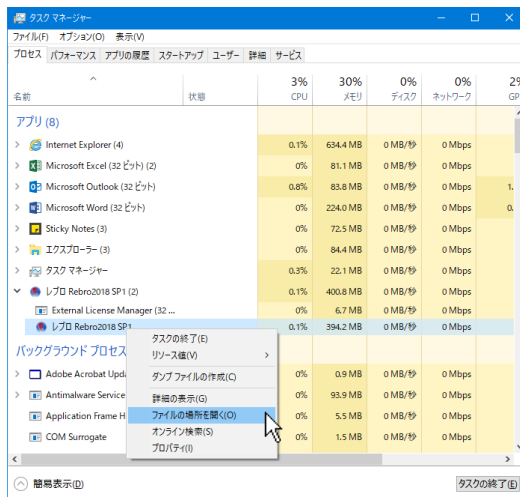 タスク マネージャー
ファイル(F) オプション(O) 表示(V)
プロセス パフォーマンス アプリの履歴 スタートアップ ユーザー 詳細 サービス
3% 30% 0% 0% 2%
名前 状態 CPU メモリ ディスク ネットワーク GP
アプリ (8)
Internet Explorer (4) 0.1% 634.4 MB 0 MB/秒 0 Mbps
Microsoft Excel (32 ビット) (2) 0% 81.1 MB 0 MB/秒 0 Mbps
Microsoft Outlook (32 ビット) 0.8% 83.8 MB 0 MB/秒 0 Mbps 1.
Microsoft Word (32 ビット) 0% 224.0 MB 0 MB/秒 0 Mbps 0.
Sticky Notes (3) 0% 72.5 MB 0 MB/秒 0 Mbps
エクスプローラー (3) 0% 84.4 MB 0 MB/秒 0 Mbps
タスク マネージャー 0.3% 22.1 MB 0 MB/秒 0 Mbps
レブロ Rebro2018 SP1 (2) 0.1% 400.8 MB 0 MB/秒 0 Mbps
External License Manager (32 ... 0% 6.7 MB 0 MB/秒 0 Mbps
レブロ Rebro2018 SP1 0.1% 394.2 MB 0 MB/秒 0 Mbps
タスクの終了(E)
リソース値(V)
ダンプ ファイルの作成(C)
詳細の表示(G)
ファイルの場所を開く(O)
オンライン検索(S)
プロパティ(I)
バックグラウンド プロセス
Adobe Acrobat Upda 0% 0.9 MB 0 MB/秒 0 Mbps
Antimalware Service 0% 93.9 MB 0 MB/秒 0 Mbps
Application Frame H 0% 5.5 MB 0 MB/秒 0 Mbps
COM Surrogate 0% 1.5 MB 0 MB/秒 0 Mbps
簡易表示(D) タスクの終了(E)